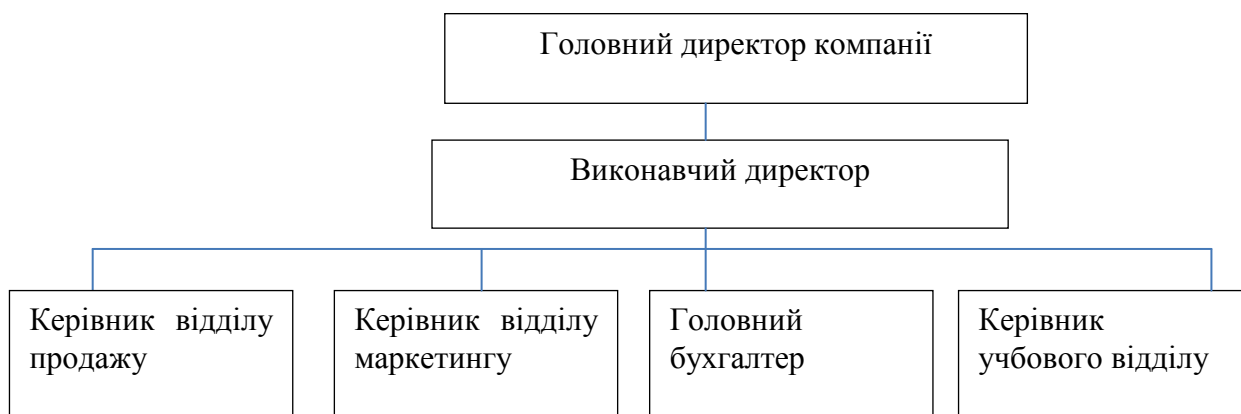 Головний директор компанії
Виконавчий директор
Керівник відділу
продажу
Керівник відділу
маркетингу
Головний
бухгалтер
Керівник
учбового відділу